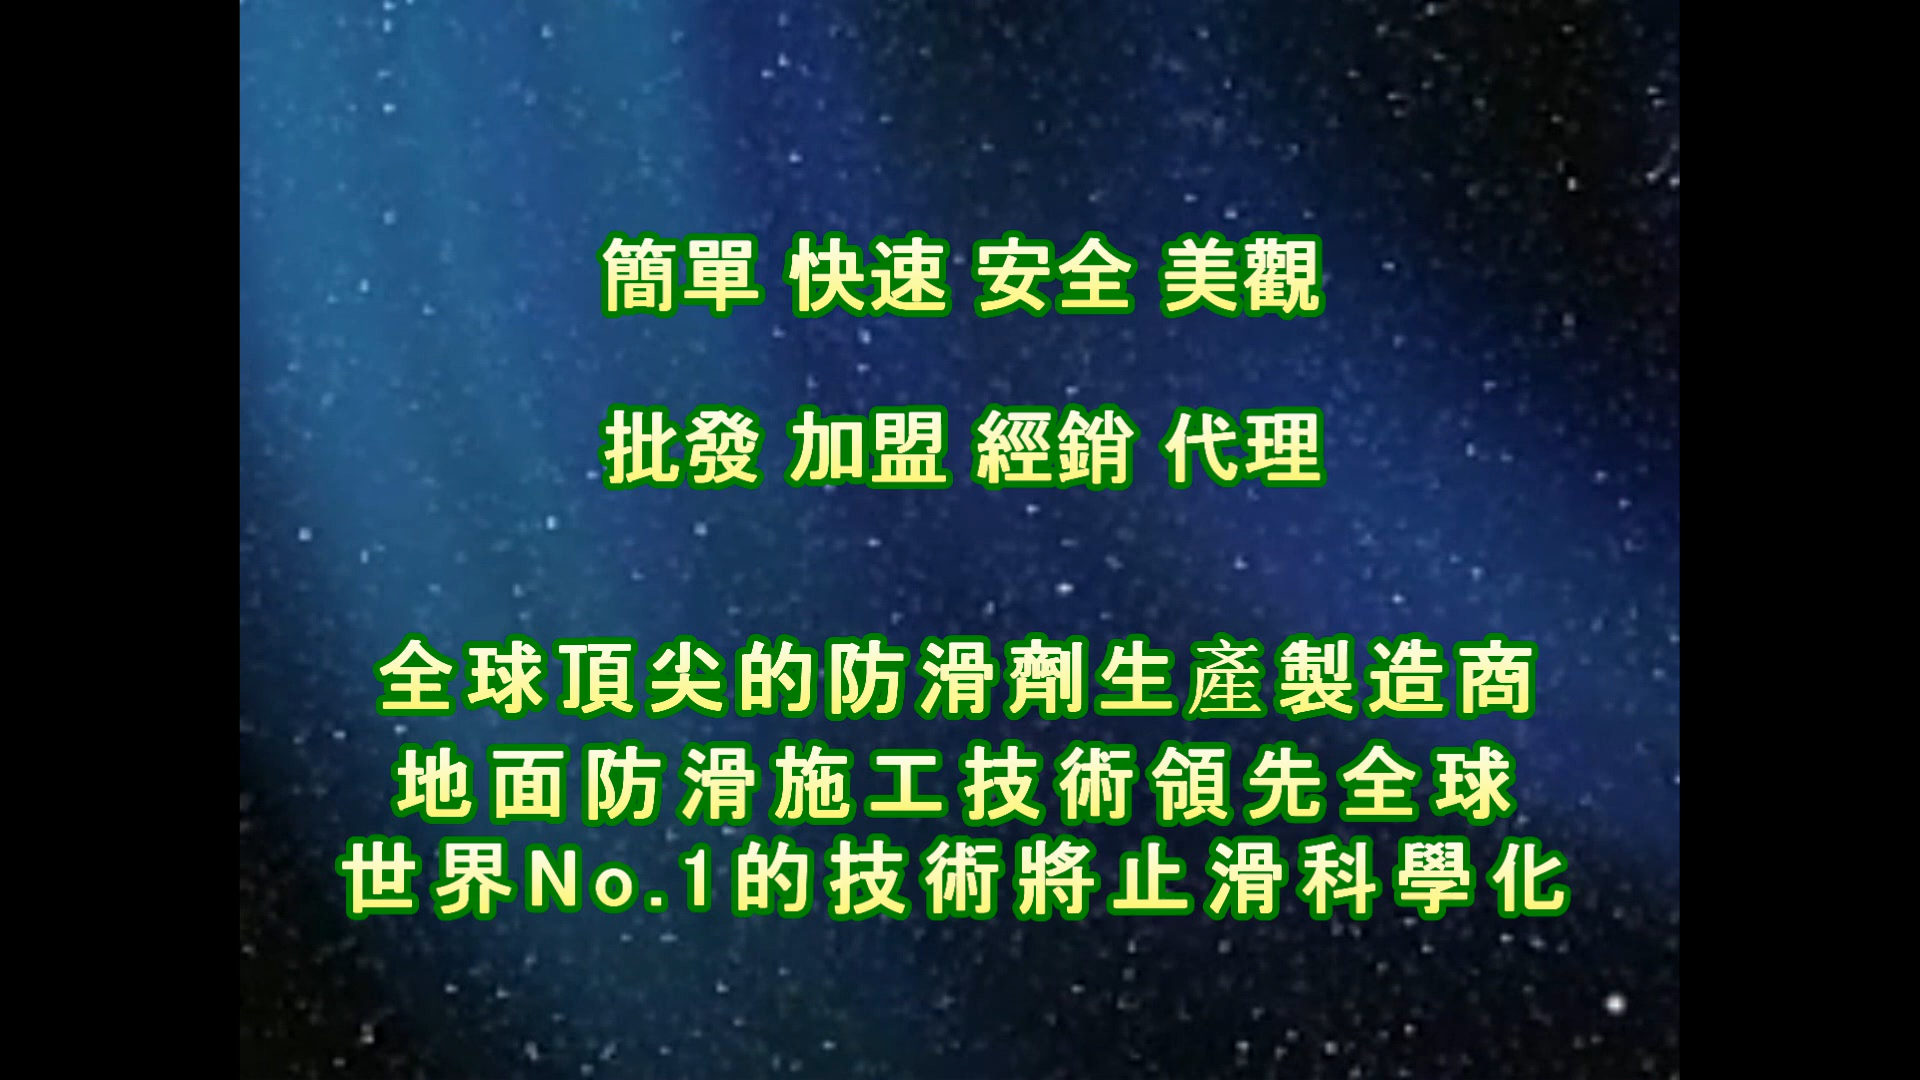 簡單 快速 安全 美觀
批發 加盟 經銷 代理
全球頂尖的防滑劑生產製造商
地面防滑施工技術領先全球
世界No.1的技術將止滑科學化